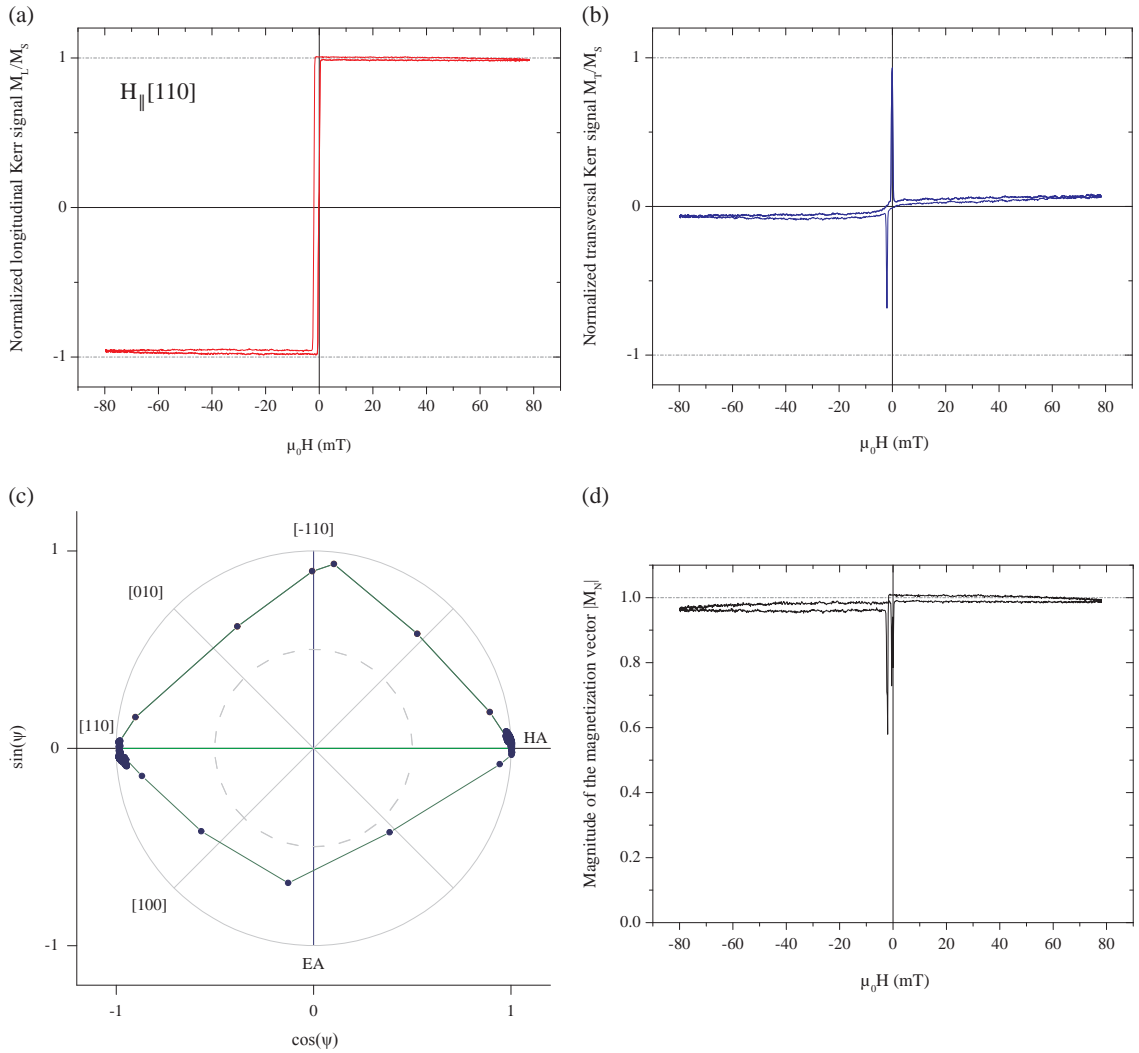 (a)
Normalized longitudinal Kerr signal M_L/M_S
H_∥[110]
1
0
-1
-80 -60 -40 -20 0 20 40 60 80
μ₀H (mT)
(b)
Normalized transversal Kerr signal M_T/M_S
1
0
-1
-80 -60 -40 -20 0 20 40 60 80
μ₀H (mT)
(c)
sin(ψ)
1
0
-1
[-110]
[010]
[110]
HA
[100]
EA
-1 0 1
cos(ψ)
(d)
Magnitude of the magnetization vector |M_N|
1.0
0.8
0.6
0.4
0.2
0.0
-80 -60 -40 -20 0 20 40 60 80
μ₀H (mT)